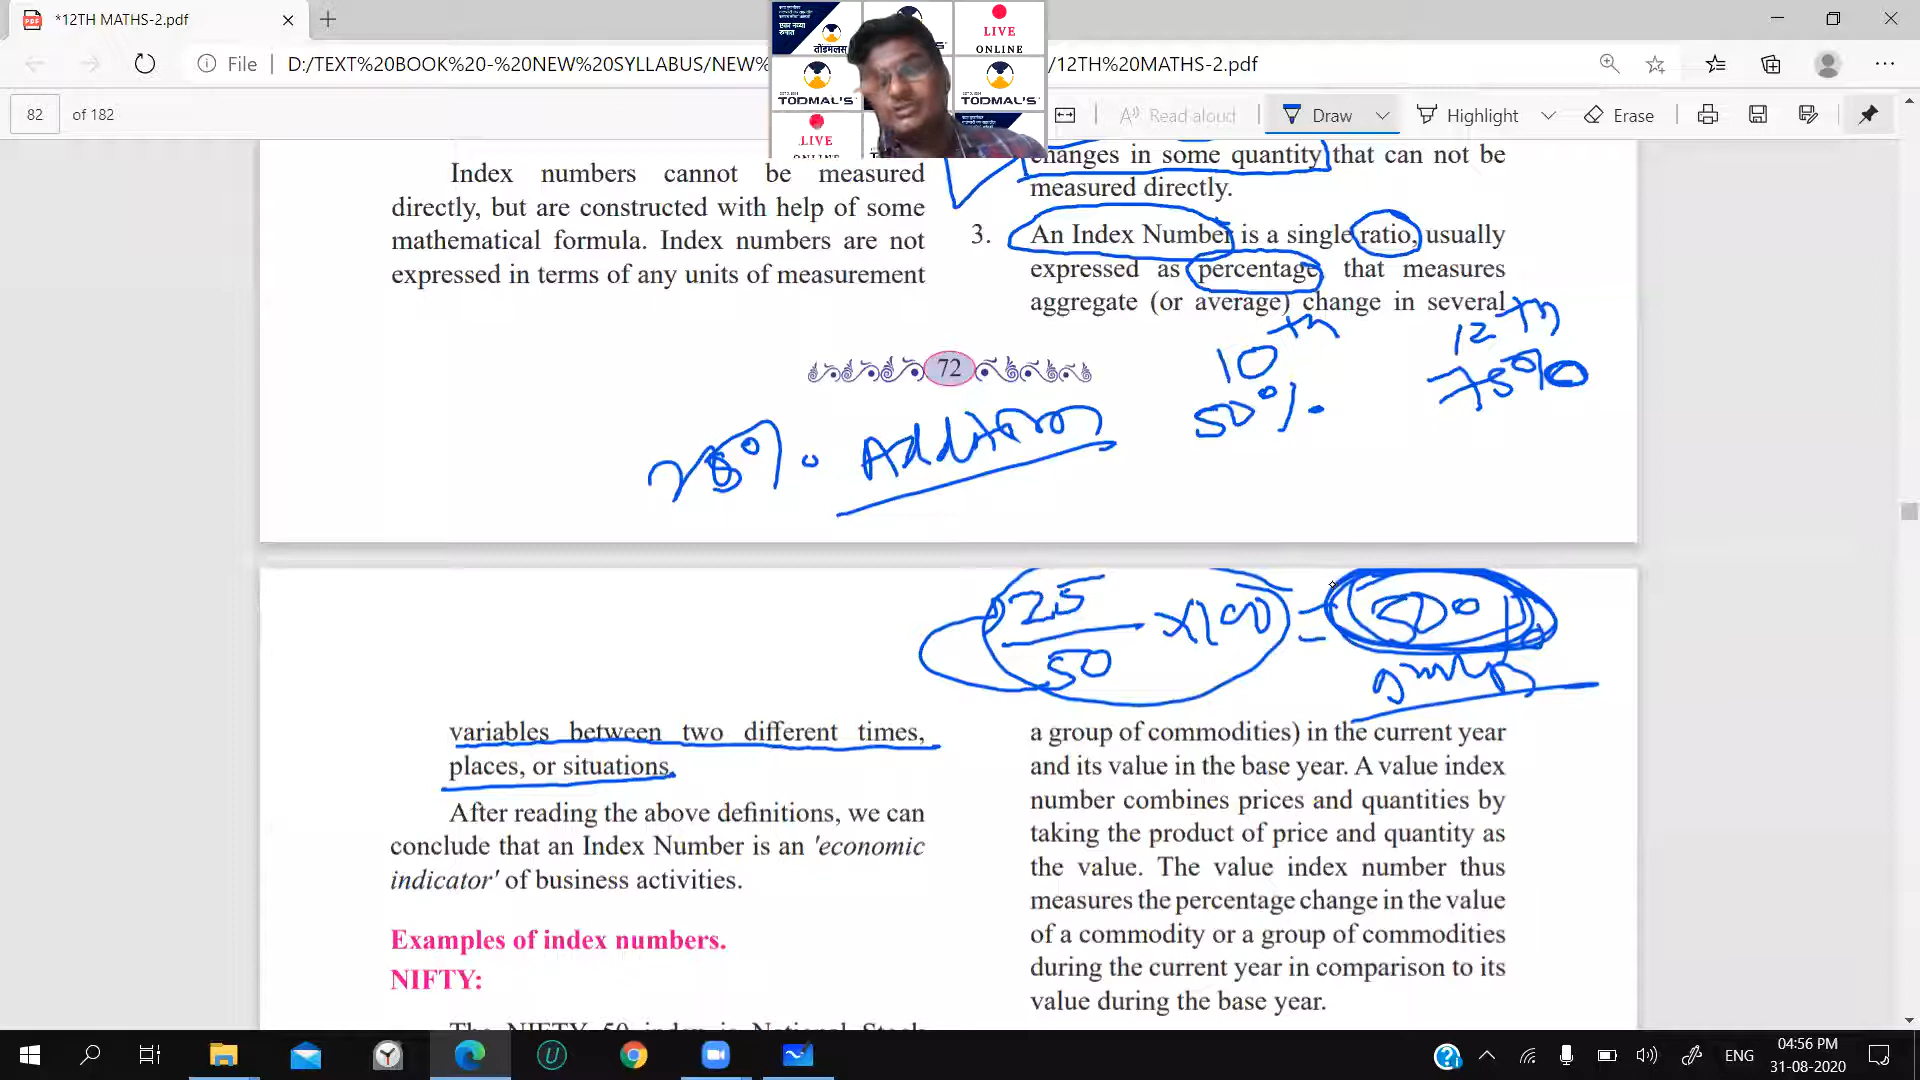 *12TH MATHS-2.pdf
File
D:/TEXT%20BOOK%20-%20NEW%20SYLLABUS/NEW%
/12TH%20MATHS-2.pdf
LIVE
ONLINE
तोडमलस
TODMAL'S
TODMAL'S
LIVE
82 of 182
Read aloud
Draw
Highlight
Erase
Index numbers cannot be measured
directly, but are constructed with help of some
mathematical formula. Index numbers are not
expressed in terms of any units of measurement
changes in some quantity that can not be
measured directly.
3. An Index Number is a single ratio, usually
expressed as percentage that measures
aggregate (or average) change in several
72
10th
50%.
12th
75%
25%. Addition
25
50
×100
=
50%
variables between two different times,
places, or situations.
After reading the above definitions, we can
conclude that an Index Number is an 'economic
indicator' of business activities.
Examples of index numbers.
NIFTY:
The NIFTY 50 index is National Stock
a group of commodities) in the current year
and its value in the base year. A value index
number combines prices and quantities by
taking the product of price and quantity as
the value. The value index number thus
measures the percentage change in the value
of a commodity or a group of commodities
during the current year in comparison to its
value during the base year.
ENG
04:56 PM
31-08-2020